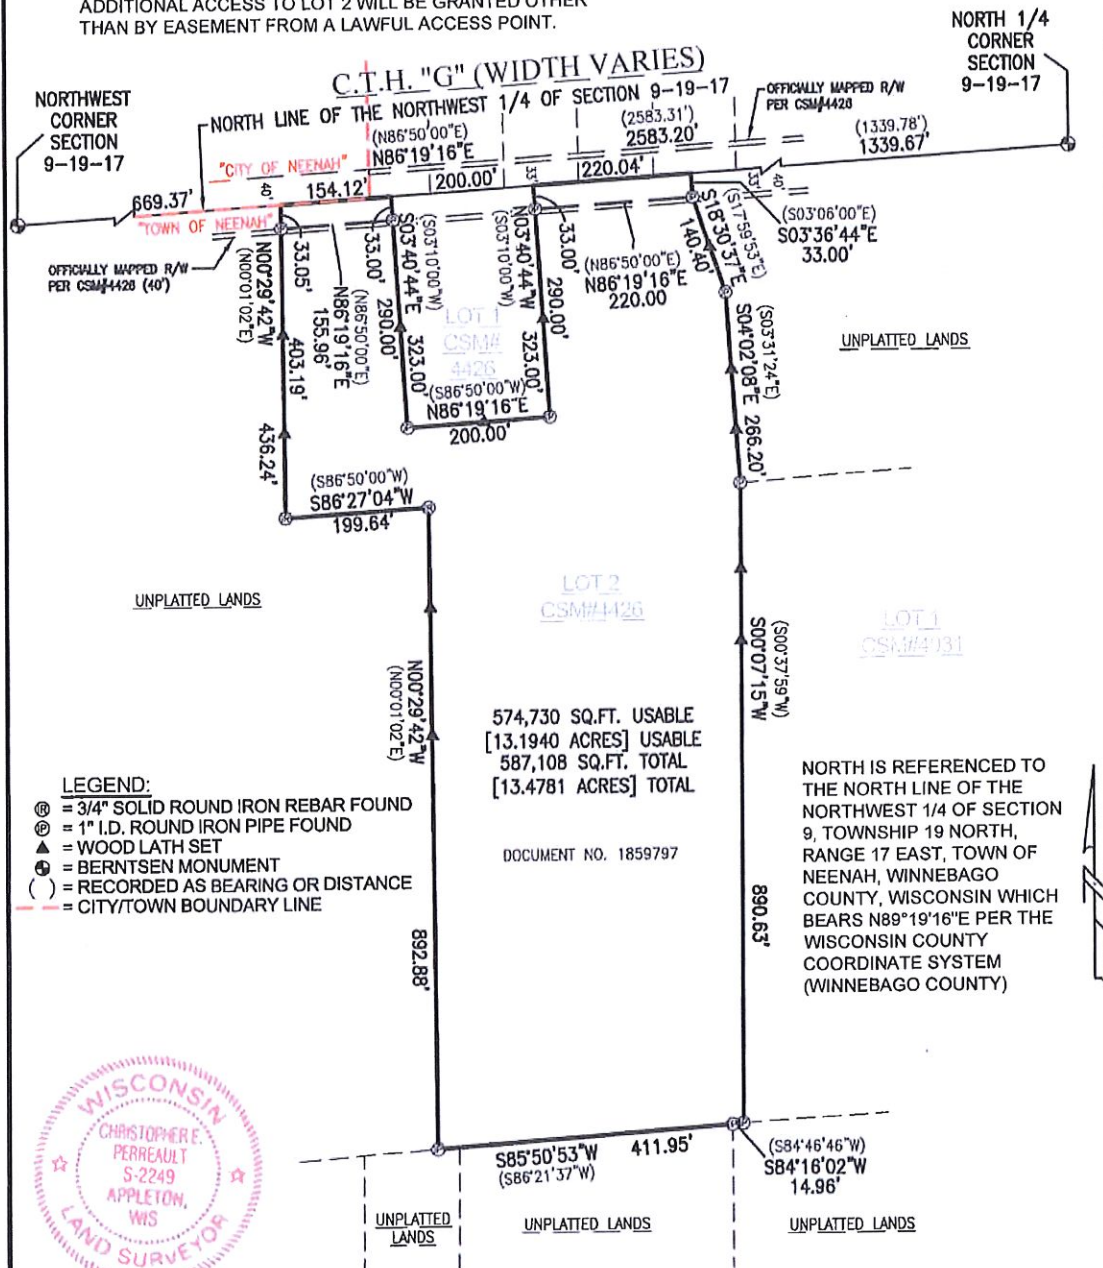 ADDITIONAL ACCESS TO LOT 2 WILL BE GRANTED OTHER
THAN BY EASEMENT FROM A LAWFUL ACCESS POINT.
NORTH 1/4
CORNER
SECTION
9-19-17
C.T.H. "G" (WIDTH VARIES)
NORTHWEST
CORNER
SECTION
9-19-17
NORTH LINE OF THE NORTHWEST 1/4 OF SECTION 9-19-17
(N86°50'00"E)
N86°19'16"E
(2583.31')
2583.20'
OFFICIALLY MAPPED R/W
PER CSM#4426
(1339.78')
1339.67'
"CITY OF NEENAH"
669.37'
40'
154.12'
200.00'
33'
220.04'
33'
40'
"TOWN OF NEENAH"
OFFICIALLY MAPPED R/W
PER CSM#4426 (40')
N00°29'42"W
(N00°01'02"E)
33.05'
403.19'
436.24'
N86°19'16"E
(N86°50'00"E)
155.96'
33.00'
290.00'
S03°40'44"E
(S03°10'00"W)
323.00'
LOT 1
CSM#
4426
(S86°50'00"W)
N86°19'16"E
200.00'
N03°40'44"W
(S03°10'00"W)
323.00'
33.00'
290.00'
(N86°50'00"E)
N86°19'16"E
220.00
S18°30'37"E
(S17°59'53"E)
140.40'
(S03°06'00"E)
S03°36'44"E
33.00'
S04°02'08"E
(S03°31'24"E)
266.20'
UNPLATTED LANDS
(S86°50'00"W)
S86°27'04"W
199.64'
UNPLATTED LANDS
LOT 2
CSM#4426
LOT 1
CSM#4931
S00°07'15"W
(S00°37'59"W)
890.63'
N00°29'42"W
(N00°01'02"E)
892.88'
574,730 SQ.FT. USABLE
[13.1940 ACRES] USABLE
587,108 SQ.FT. TOTAL
[13.4781 ACRES] TOTAL
DOCUMENT NO. 1859797
LEGEND:
R = 3/4" SOLID ROUND IRON REBAR FOUND
P = 1" I.D. ROUND IRON PIPE FOUND
▲ = WOOD LATH SET
= BERNTSEN MONUMENT
( ) = RECORDED AS BEARING OR DISTANCE
= CITY/TOWN BOUNDARY LINE
NORTH IS REFERENCED TO
THE NORTH LINE OF THE
NORTHWEST 1/4 OF SECTION
9, TOWNSHIP 19 NORTH,
RANGE 17 EAST, TOWN OF
NEENAH, WINNEBAGO
COUNTY, WISCONSIN WHICH
BEARS N89°19'16"E PER THE
WISCONSIN COUNTY
COORDINATE SYSTEM
(WINNEBAGO COUNTY)
N
S85°50'53"W
(S86°21'37"W)
411.95'
(S84°46'46"W)
S84°16'02"W
14.96'
UNPLATTED
LANDS
UNPLATTED LANDS
UNPLATTED LANDS
WISCONSIN
CHRISTOPHER E.
PERREAULT
S-2249
APPLETON,
WIS
LAND SURVEYOR